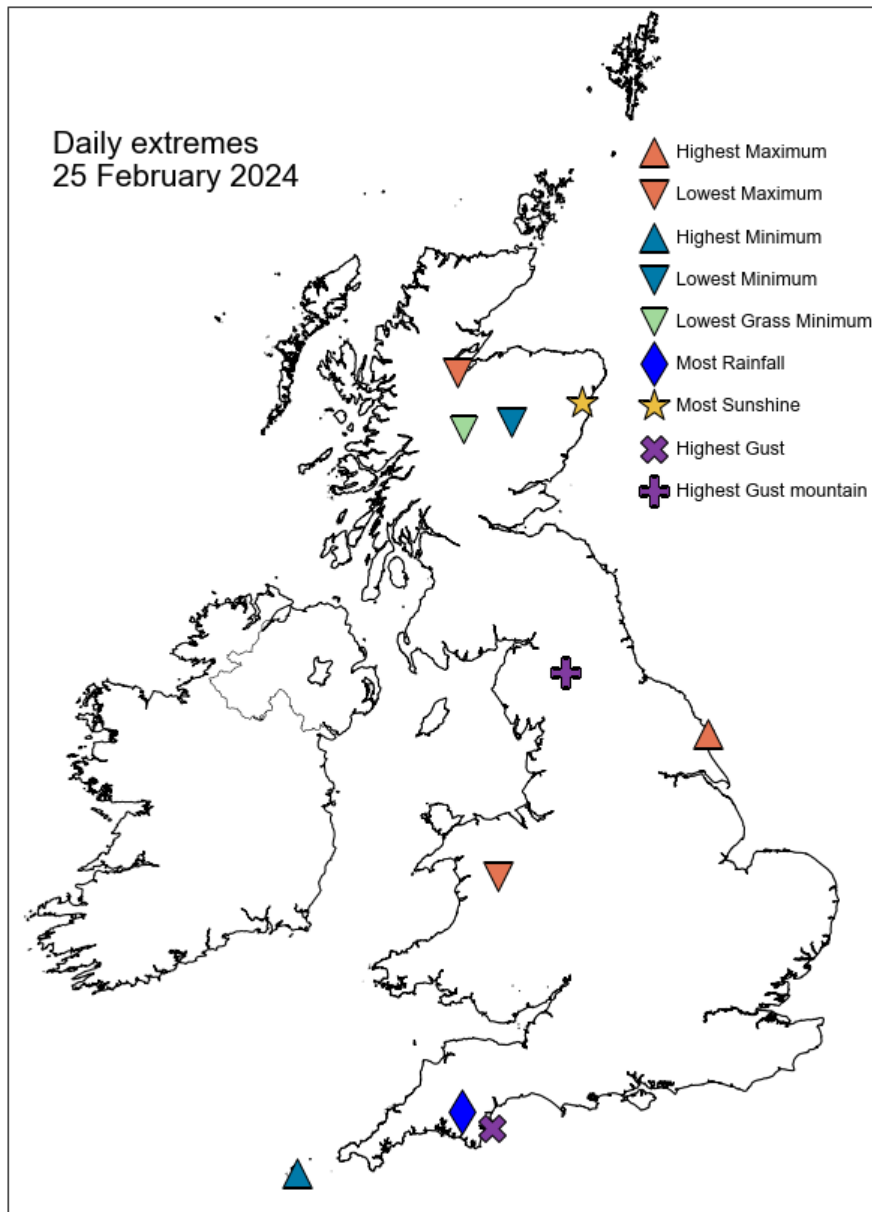 Daily extremes
25 February 2024
Highest Maximum
Lowest Maximum
Highest Minimum
Lowest Minimum
Lowest Grass Minimum
Most Rainfall
Most Sunshine
Highest Gust
Highest Gust mountain